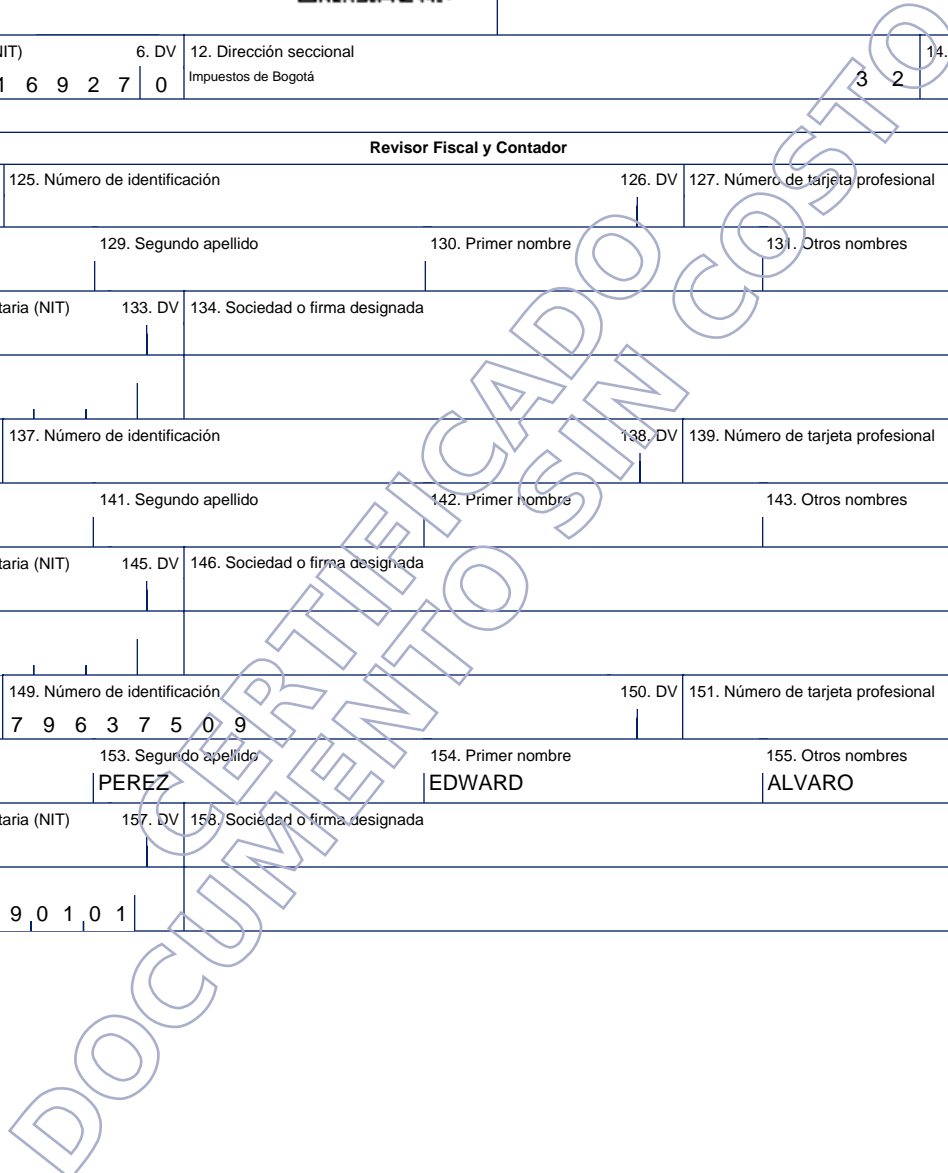 NIT) 6. DV 12. Dirección seccional 14.
1 6 9 2 7 0 Impuestos de Bogotá 3 2
Revisor Fiscal y Contador
125. Número de identificación 126. DV 127. Número de tarjeta profesional
129. Segundo apellido 130. Primer nombre 131. Otros nombres
taria (NIT) 133. DV 134. Sociedad o firma designada
137. Número de identificación 138. DV 139. Número de tarjeta profesional
141. Segundo apellido 142. Primer nombre 143. Otros nombres
taria (NIT) 145. DV 146. Sociedad o firma designada
149. Número de identificación 150. DV 151. Número de tarjeta profesional
7 9 6 3 7 5 0 9
153. Segundo apellido 154. Primer nombre 155. Otros nombres
PEREZ EDWARD ALVARO
taria (NIT) 157. DV 158. Sociedad o firma designada
9 0 1 0 1
CERTIFICADO
DOCUMENTO SIN COSTO